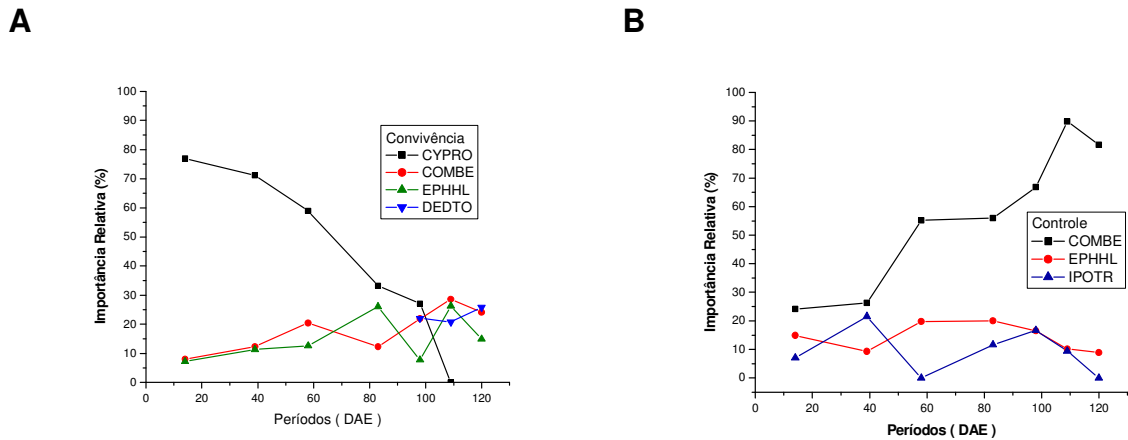 A
B
100
90
80
70
60
50
40
30
20
10
0
Importância Relativa (%)
Convivência
CYPRO
COMBE
EPHHL
DEDTO
0 20 40 60 80 100 120
Períodos ( DAE )
100
90
80
70
60
50
40
30
20
10
0
Importância Relativa (%)
Controle
COMBE
EPHHL
IPOTR
0 20 40 60 80 100 120
Períodos ( DAE )